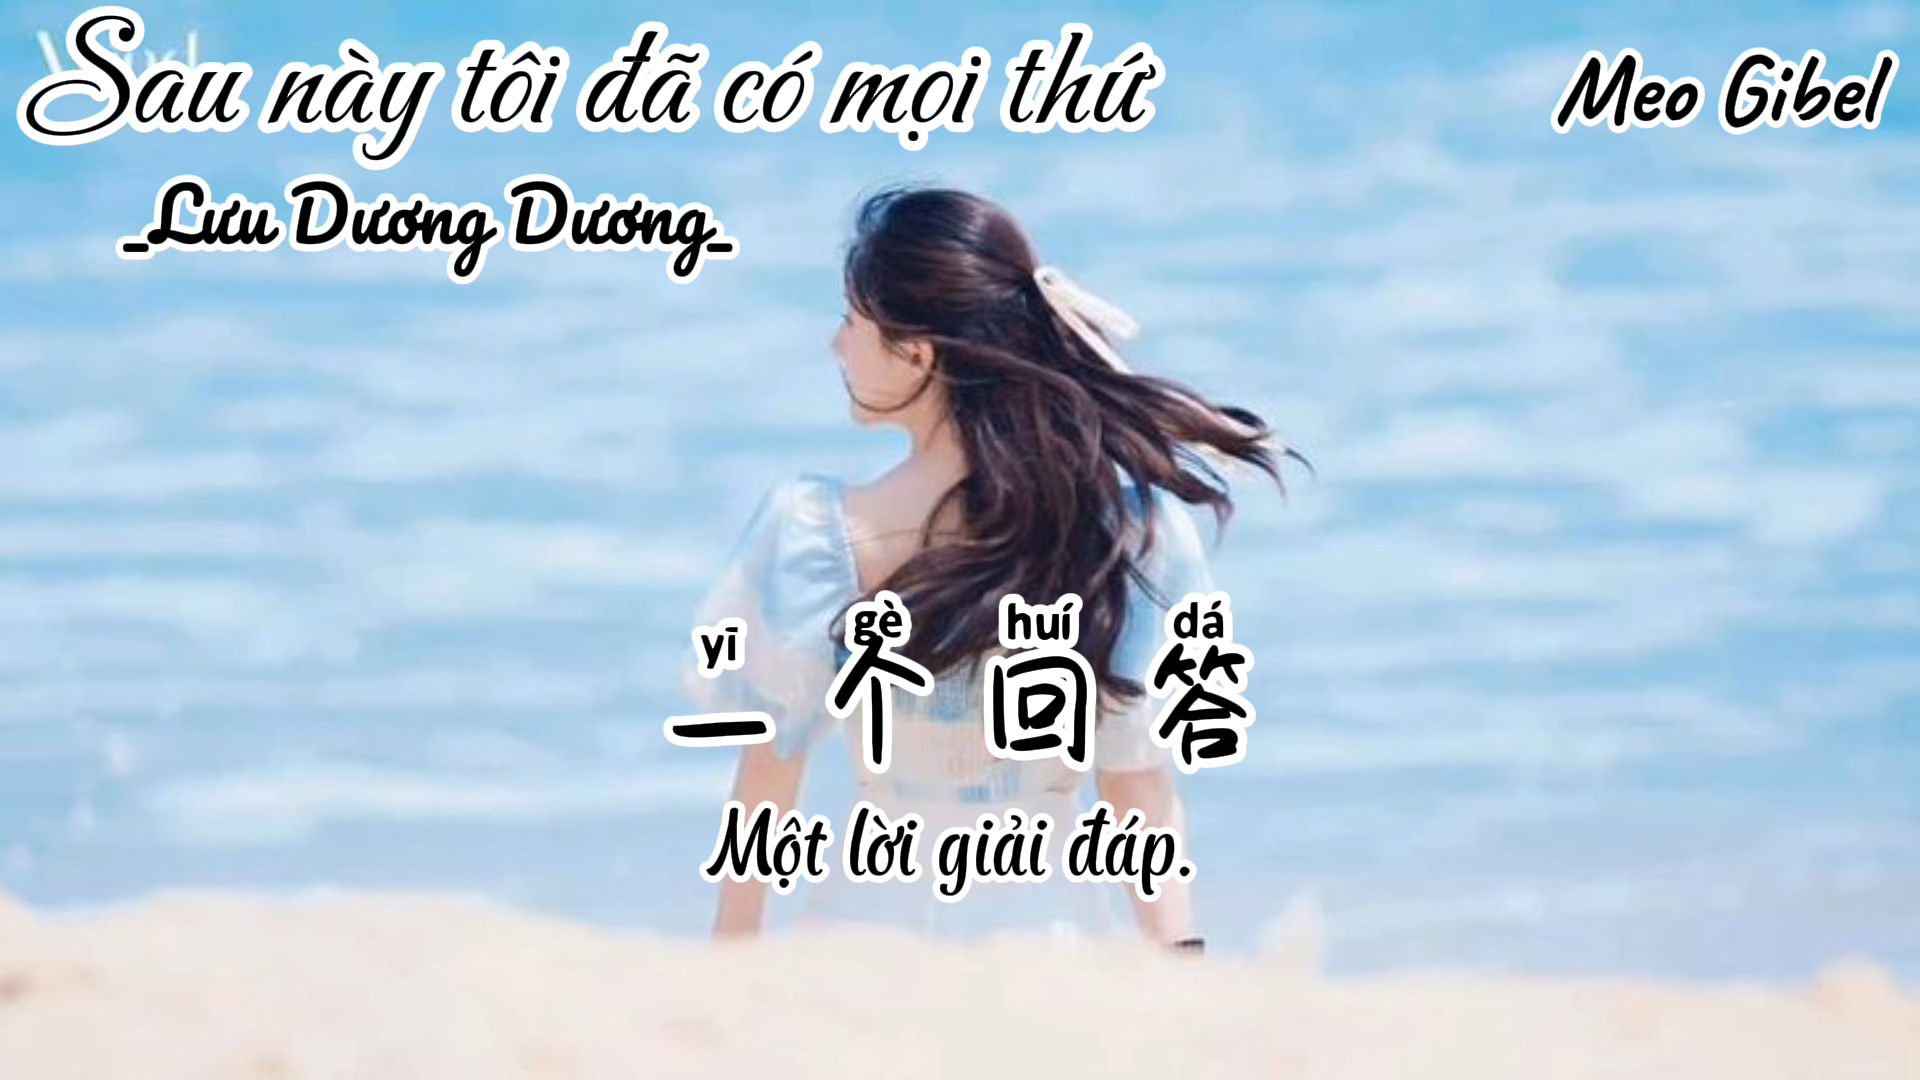 Sau này tôi đã có mọi thứ
Meo Gibel
_Lưu Dương Dương_
yī gè huí dá
一个回答
Một lời giải đáp.